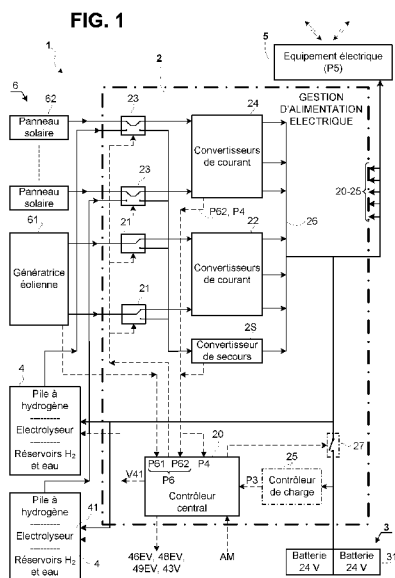 FIG. 1
1
2
5
Equipement électrique
(P5)
6
62
Panneau
solaire
23
24
Convertisseurs
de courant
GESTION
D'ALIMENTATION
ELECTRIQUE
Panneau
solaire
23
20-25
61
21
P62, P4
22
26
Génératrice
éolienne
Convertisseurs
de courant
21
2S
Convertisseur
de secours
4
Pile à
hydrogène
Electrolyseur
Réservoirs H2
et eau
20
27
P61 P62 P4
P6
V41
25
Contrôleur
central
P3
Contrôleur
de charge
Pile à
hydrogène
41
Electrolyseur
Réservoirs H2
et eau
4
46EV, 48EV,
49EV, 43V
AM
3
Batterie
24 V
Batterie
24 V
31